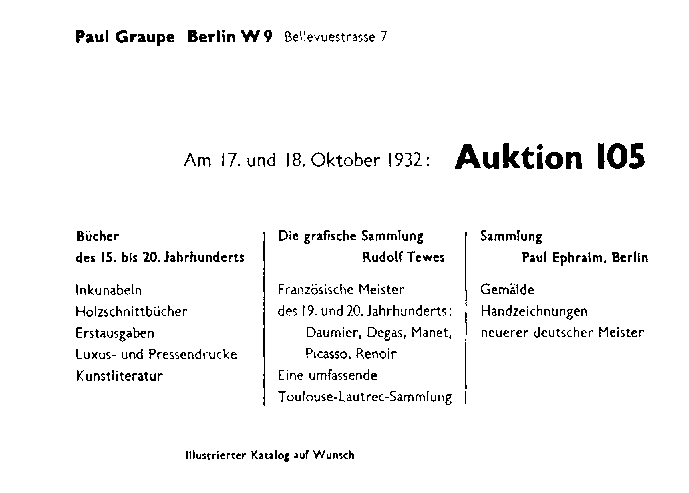 Paul Graupe Berlin W9 Bellevuestrasse 7
Am 17. und 18. Oktober 1932: Auktion 105
Bücher
des 15. bis 20. Jahrhunderts
Inkunabeln
Holzschnittbücher
Erstausgaben
Luxus- und Pressendrucke
Kunstliteratur
Die grafische Sammlung
Rudolf Tewes
Französische Meister
des 19. und 20. Jahrhunderts:
Daumier, Degas, Manet,
Picasso, Renoir
Eine umfassende
Toulouse-Lautrec-Sammlung
Sammlung
Paul Ephraim, Berlin
Gemälde
Handzeichnungen
neuerer deutscher Meister
Illustrierter Katalog auf Wunsch